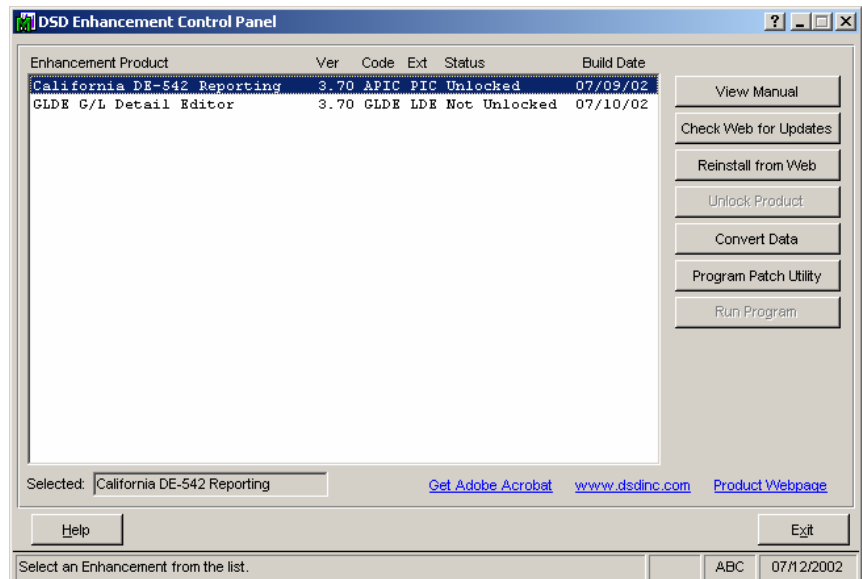 DSD Enhancement Control Panel
Enhancement Product Ver Code Ext Status Build Date
California DE-542 Reporting 3.70 APIC PIC Unlocked 07/09/02
GLDE G/L Detail Editor 3.70 GLDE LDE Not Unlocked 07/10/02
View Manual
Check Web for Updates
Reinstall from Web
Unlock Product
Convert Data
Program Patch Utility
Run Program
Selected: California DE-542 Reporting Get Adobe Acrobat www.dsdinc.com Product Webpage
Help Exit
Select an Enhancement from the list. ABC 07/12/2002